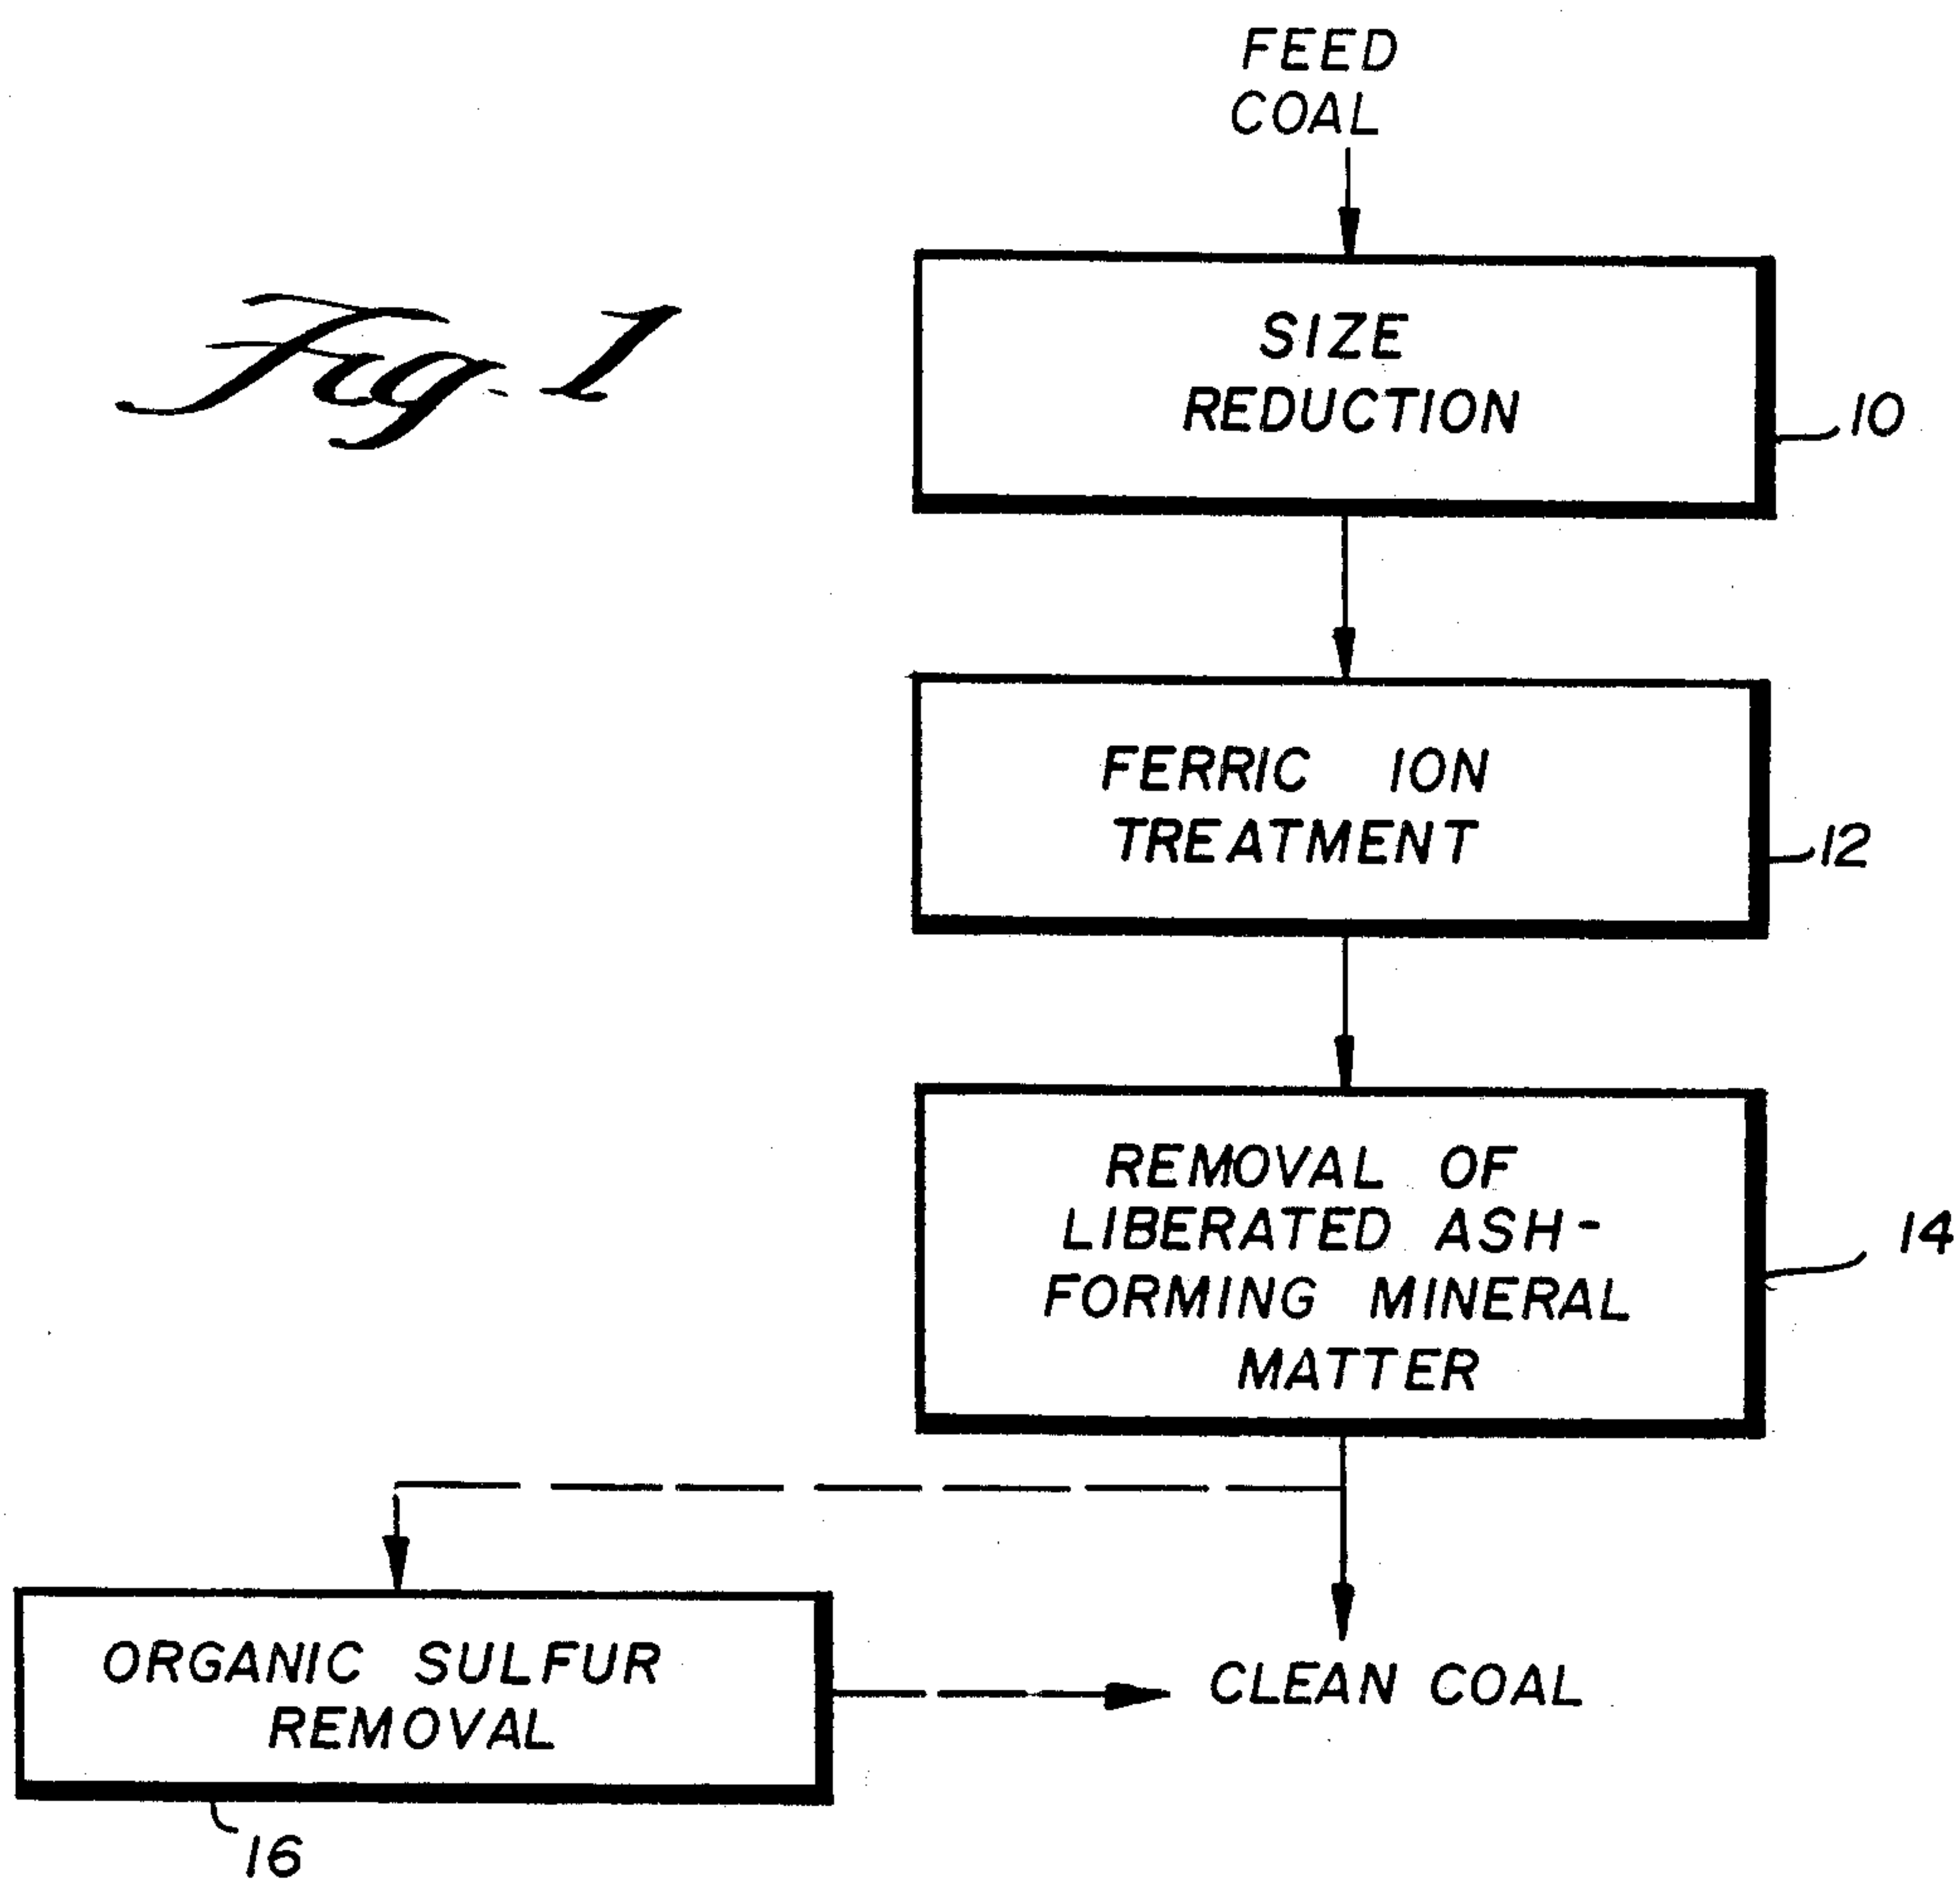 FEED
COAL
Fig-1
SIZE
REDUCTION
10
FERRIC ION
TREATMENT
12
REMOVAL OF
LIBERATED ASH-
FORMING MINERAL
MATTER
14
ORGANIC SULFUR
REMOVAL
CLEAN COAL
16